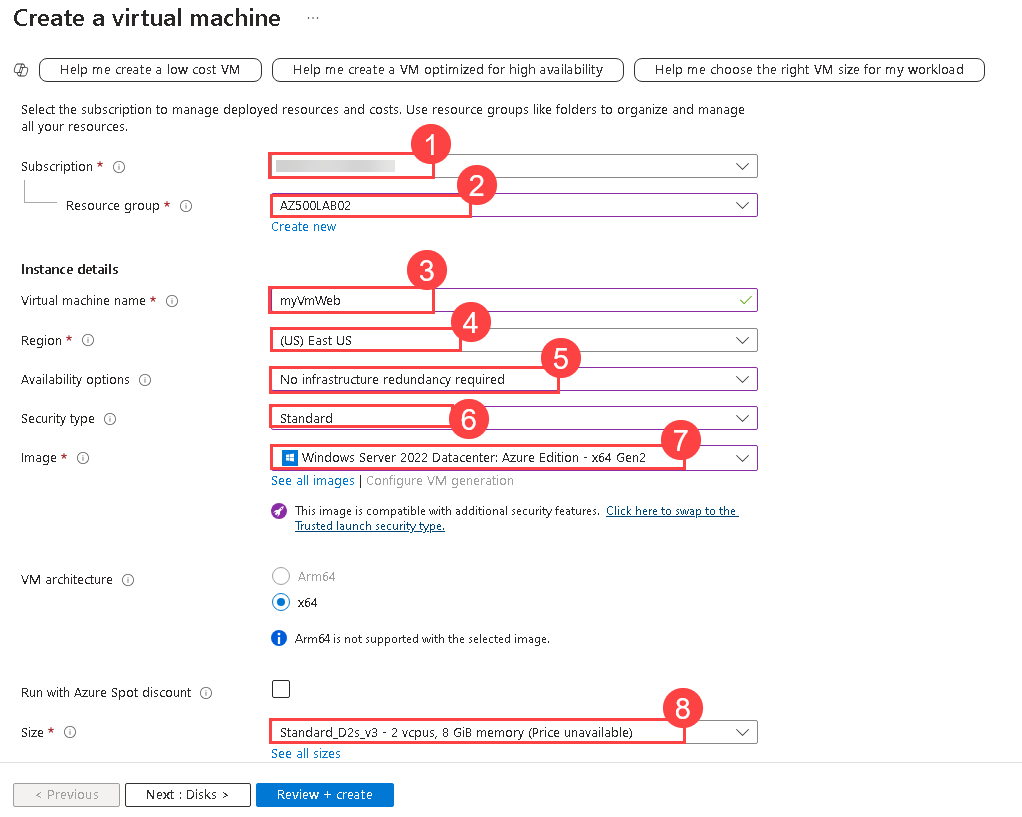 Create a virtual machine ...
Help me create a low cost VM
Help me create a VM optimized for high availability
Help me choose the right VM size for my workload
Select the subscription to manage deployed resources and costs. Use resource groups like folders to organize and manage
all your resources.
1
Subscription *
2
Resource group * AZ500LAB02
Create new
Instance details
3
Virtual machine name * myVmWeb
4
Region * (US) East US
5
Availability options No infrastructure redundancy required
6
Security type Standard
7
Image * Windows Server 2022 Datacenter: Azure Edition - x64 Gen2
See all images | Configure VM generation
This image is compatible with additional security features. Click here to swap to the
Trusted launch security type.
VM architecture Arm64
x64
Arm64 is not supported with the selected image.
Run with Azure Spot discount
8
Size * Standard_D2s_v3 - 2 vcpus, 8 GiB memory (Price unavailable)
See all sizes
< Previous
Next : Disks >
Review + create